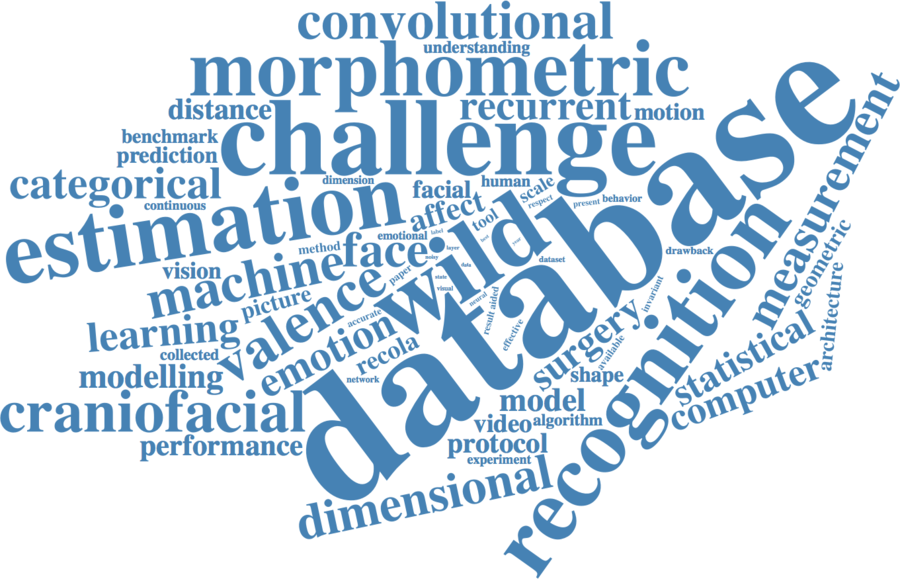 convolutional
understanding
morphometric
distance
recurrent
motion
challenge
benchmark
prediction
categorical
continuous
dimension
facial
human
scale
respect
present
behavior
estimation
affect
tool
emotional
label
best
year
method
face
noisy
layer
data
dataset
drawback
database
wild
vision
machine
paper
state
visual
neural
valence
picture
accurate
result aided
effective
learning
collected
emotion
recola
network
modelling
craniofacial
performance
surgery
available
invariant
shape
model
video
algorithm
protocol
experiment
dimensional
recognition
measurement
geometric
architecture
statistical
computer